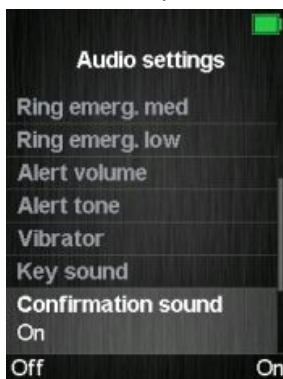 Audio settings
Ring emerg. med
Ring emerg. low
Alert volume
Alert tone
Vibrator
Key sound
Confirmation sound
On
Off On